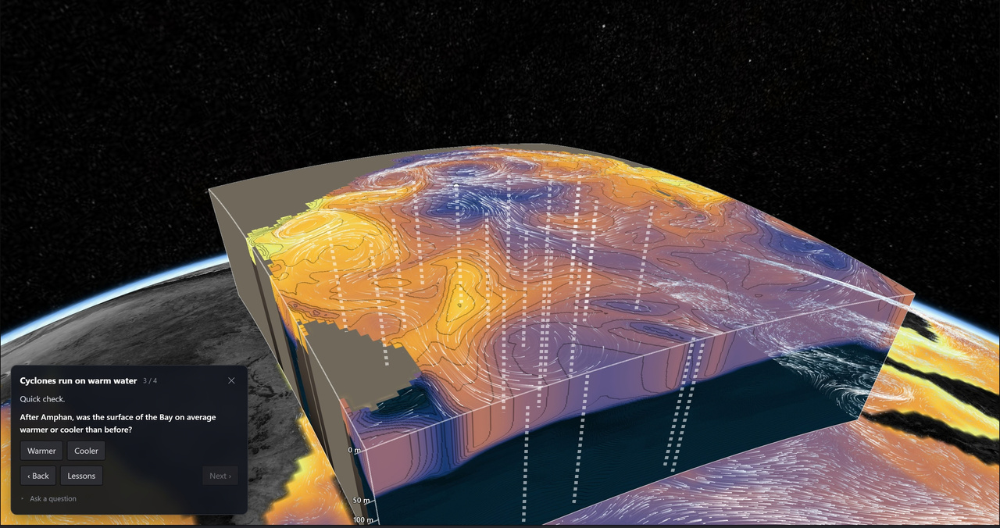 Cyclones run on warm water 3 / 4
Quick check.
After Amphan, was the surface of the Bay on average
warmer or cooler than before?
Warmer Cooler
‹ Back Lessons Next ›
Ask a question
0 m
50 m
100 m